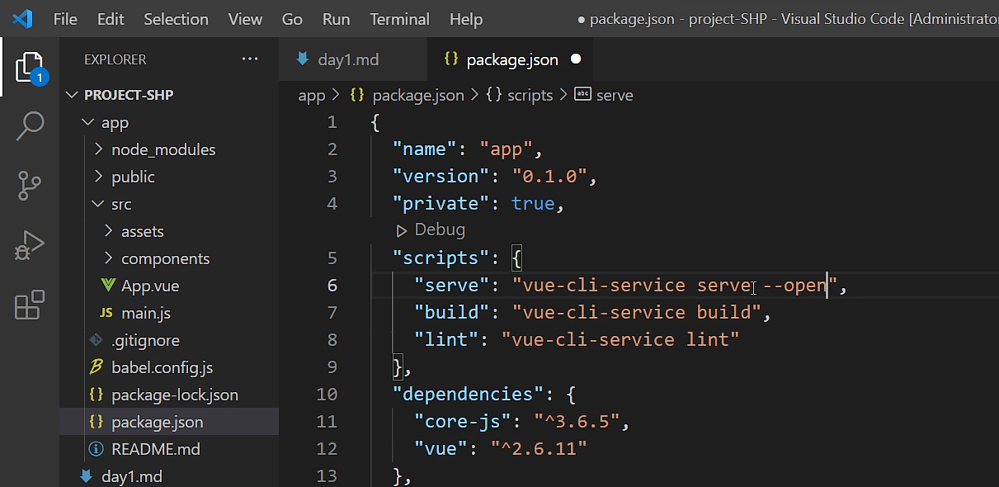 File Edit Selection View Go Run Terminal Help ● package.json - project-SHP - Visual Studio Code [Administrator
EXPLORER ···
1
PROJECT-SHP
app
node_modules
public
src
assets
components
App.vue
JS main.js
.gitignore
babel.config.js
{} package-lock.json
{} package.json
README.md
day1.md
day1.md {} package.json ●
app > {} package.json > {} scripts > abc serve
1 {
2 "name": "app",
3 "version": "0.1.0",
4 "private": true,
Debug
5 "scripts": {
6 "serve": "vue-cli-service serve --open",
7 "build": "vue-cli-service build",
8 "lint": "vue-cli-service lint"
9 },
10 "dependencies": {
11 "core-js": "^3.6.5",
12 "vue": "^2.6.11"
13 },